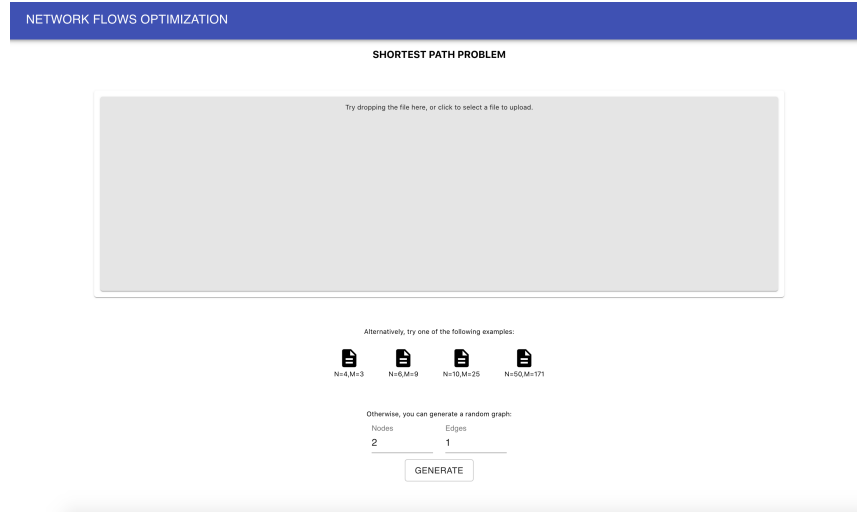 NETWORK FLOWS OPTIMIZATION
SHORTEST PATH PROBLEM
Try dropping the file here, or click to select a file to upload.
Alternatively, try one of the following examples:
N=4,M=3 N=6,M=9 N=10,M=25 N=50,M=171
Otherwise, you can generate a random graph:
Nodes Edges
2 1
GENERATE